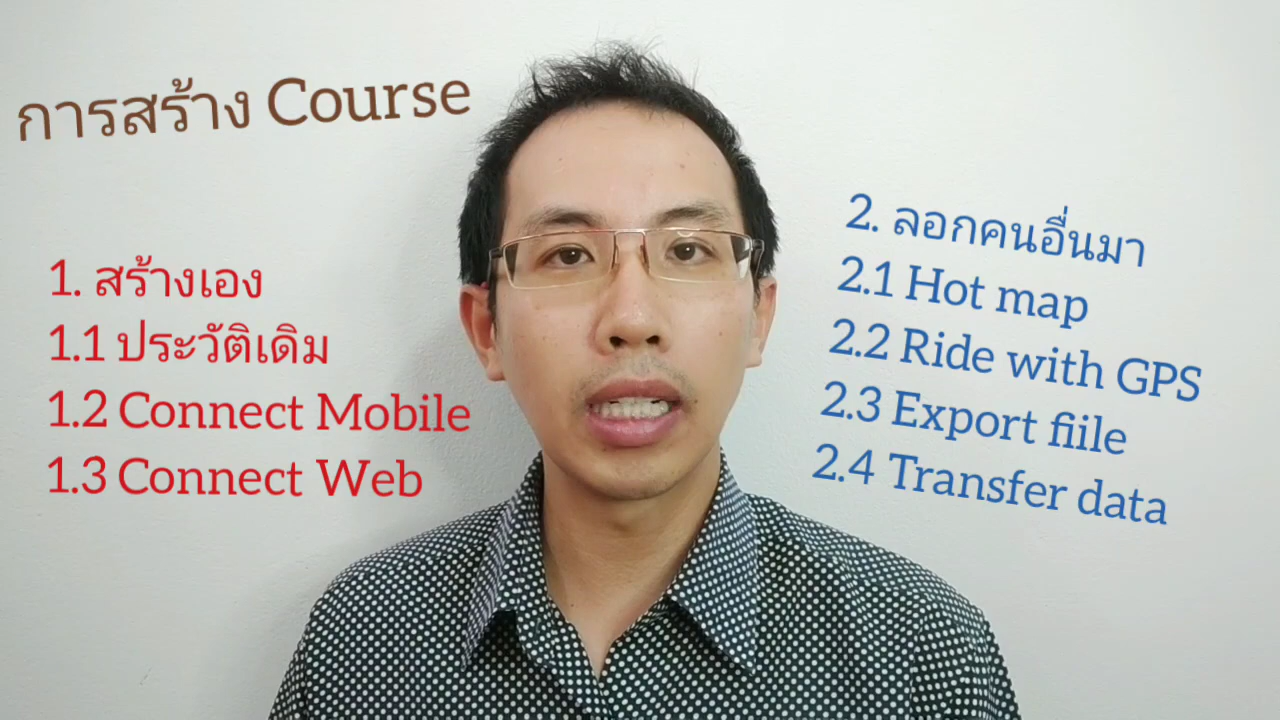 การสร้าง Course
1. สร้างเอง
1.1 ประวัติเดิม
1.2 Connect Mobile
1.3 Connect Web
2. ลอกคนอื่นมา
2.1 Hot map
2.2 Ride with GPS
2.3 Export fiile
2.4 Transfer data